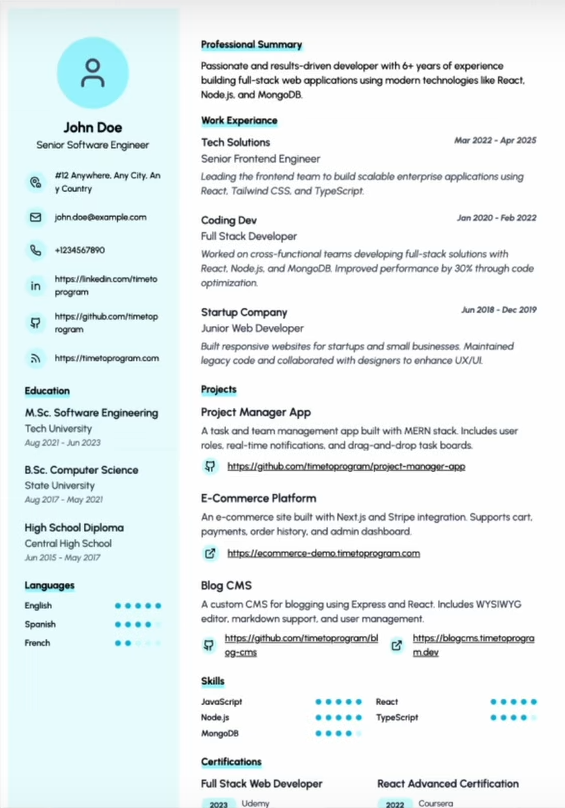 John Doe
Senior Software Engineer
#12 Anywhere, Any City, An
y Country
john.doe@example.com
+1234567890
https://linkedin.com/timeto
program
https://github.com/timetop
rogram
https://timetoprogram.com
Education
M.Sc. Software Engineering
Tech University
Aug 2021 - Jun 2023
B.Sc. Computer Science
State University
Aug 2017 - May 2021
High School Diploma
Central High School
Jun 2015 - May 2017
Languages
English
Spanish
French
Professional Summary
Passionate and results-driven developer with 6+ years of experience
building full-stack web applications using modern technologies like React,
Node.js, and MongoDB.
Work Experience
Tech Solutions Mar 2022 - Apr 2025
Senior Frontend Engineer
Leading the frontend team to build scalable enterprise applications using
React, Tailwind CSS, and TypeScript.
Coding Dev Jan 2020 - Feb 2022
Full Stack Developer
Worked on cross-functional teams developing full-stack solutions with
React, Node.js, and MongoDB. Improved performance by 30% through code
optimization.
Startup Company Jun 2018 - Dec 2019
Junior Web Developer
Built responsive websites for startups and small businesses. Maintained
legacy code and collaborated with designers to enhance UX/UI.
Projects
Project Manager App
A task and team management app built with MERN stack. Includes user
roles, real-time notifications, and drag-and-drop task boards.
https://github.com/timetoprogram/project-manager-app
E-Commerce Platform
An e-commerce site built with Next.js and Stripe integration. Supports cart,
payments, order history, and admin dashboard.
https://ecommerce-demo.timetoprogram.com
Blog CMS
A custom CMS for blogging using Express and React. Includes WYSIWYG
editor, markdown support, and user management.
https://github.com/timetoprogram/bl
og-cms
https://blogcms.timetoprogra
m.dev
Skills
JavaScript React
Node.js TypeScript
MongoDB
Certifications
Full Stack Web Developer React Advanced Certification
2023 Udemy 2022 Coursera